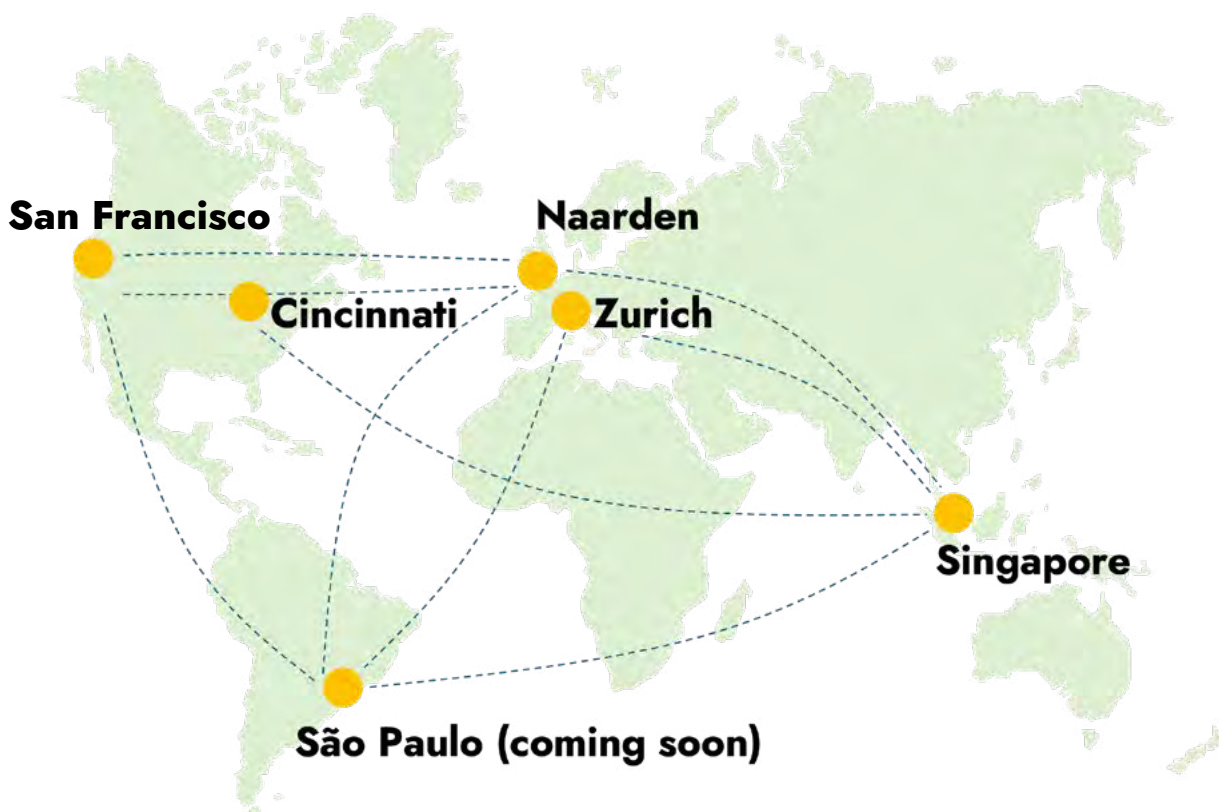 San Francisco
Naarden
Cincinnati
Zurich
Singapore
São Paulo (coming soon)